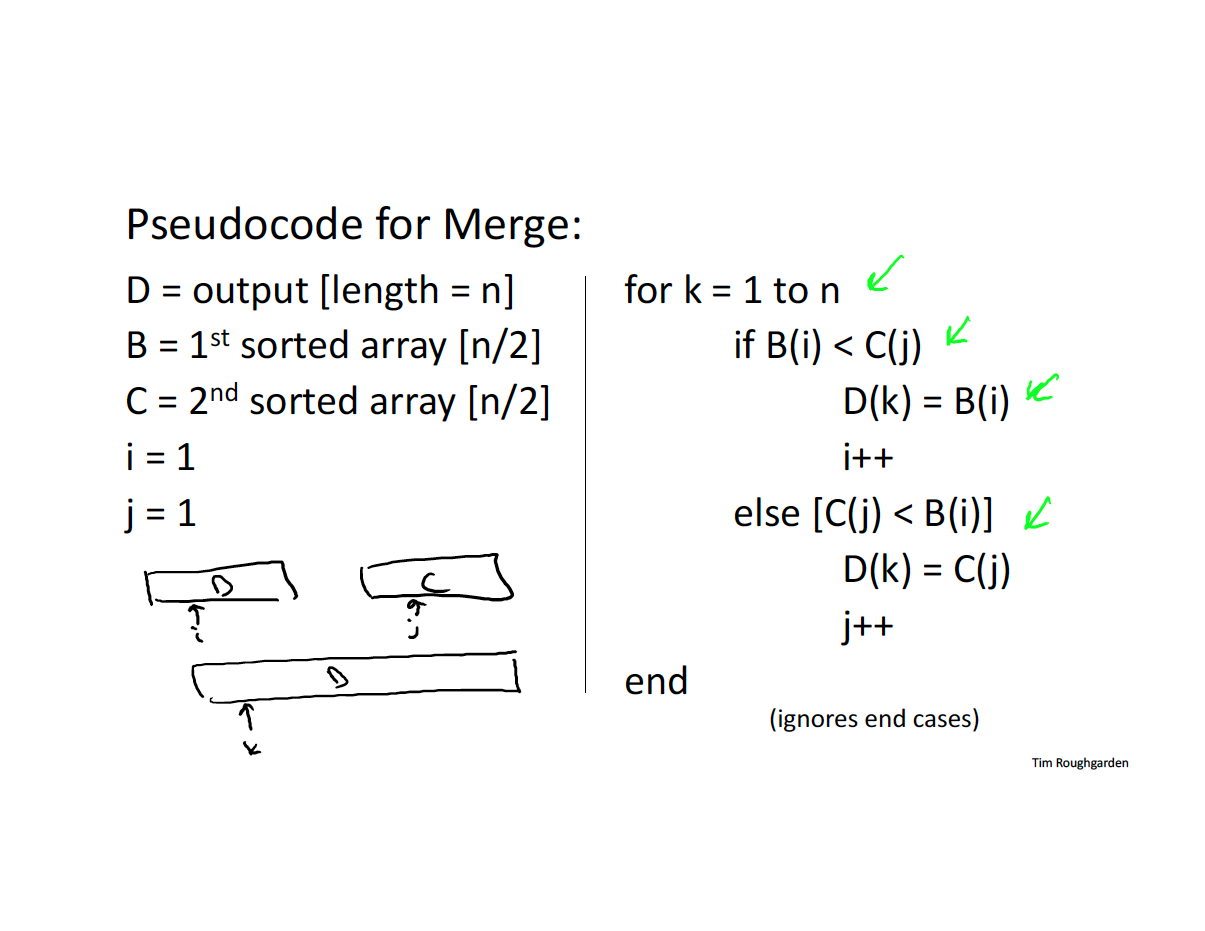 Pseudocode for Merge:
D = output [length = n]
B = 1st sorted array [n/2]
C = 2nd sorted array [n/2]
i = 1
j = 1
D
C
i
j
D
k
for k = 1 to n
if B(i) < C(j)
D(k) = B(i)
i++
else [C(j) < B(i)]
D(k) = C(j)
j++
end
(ignores end cases)
Tim Roughgarden